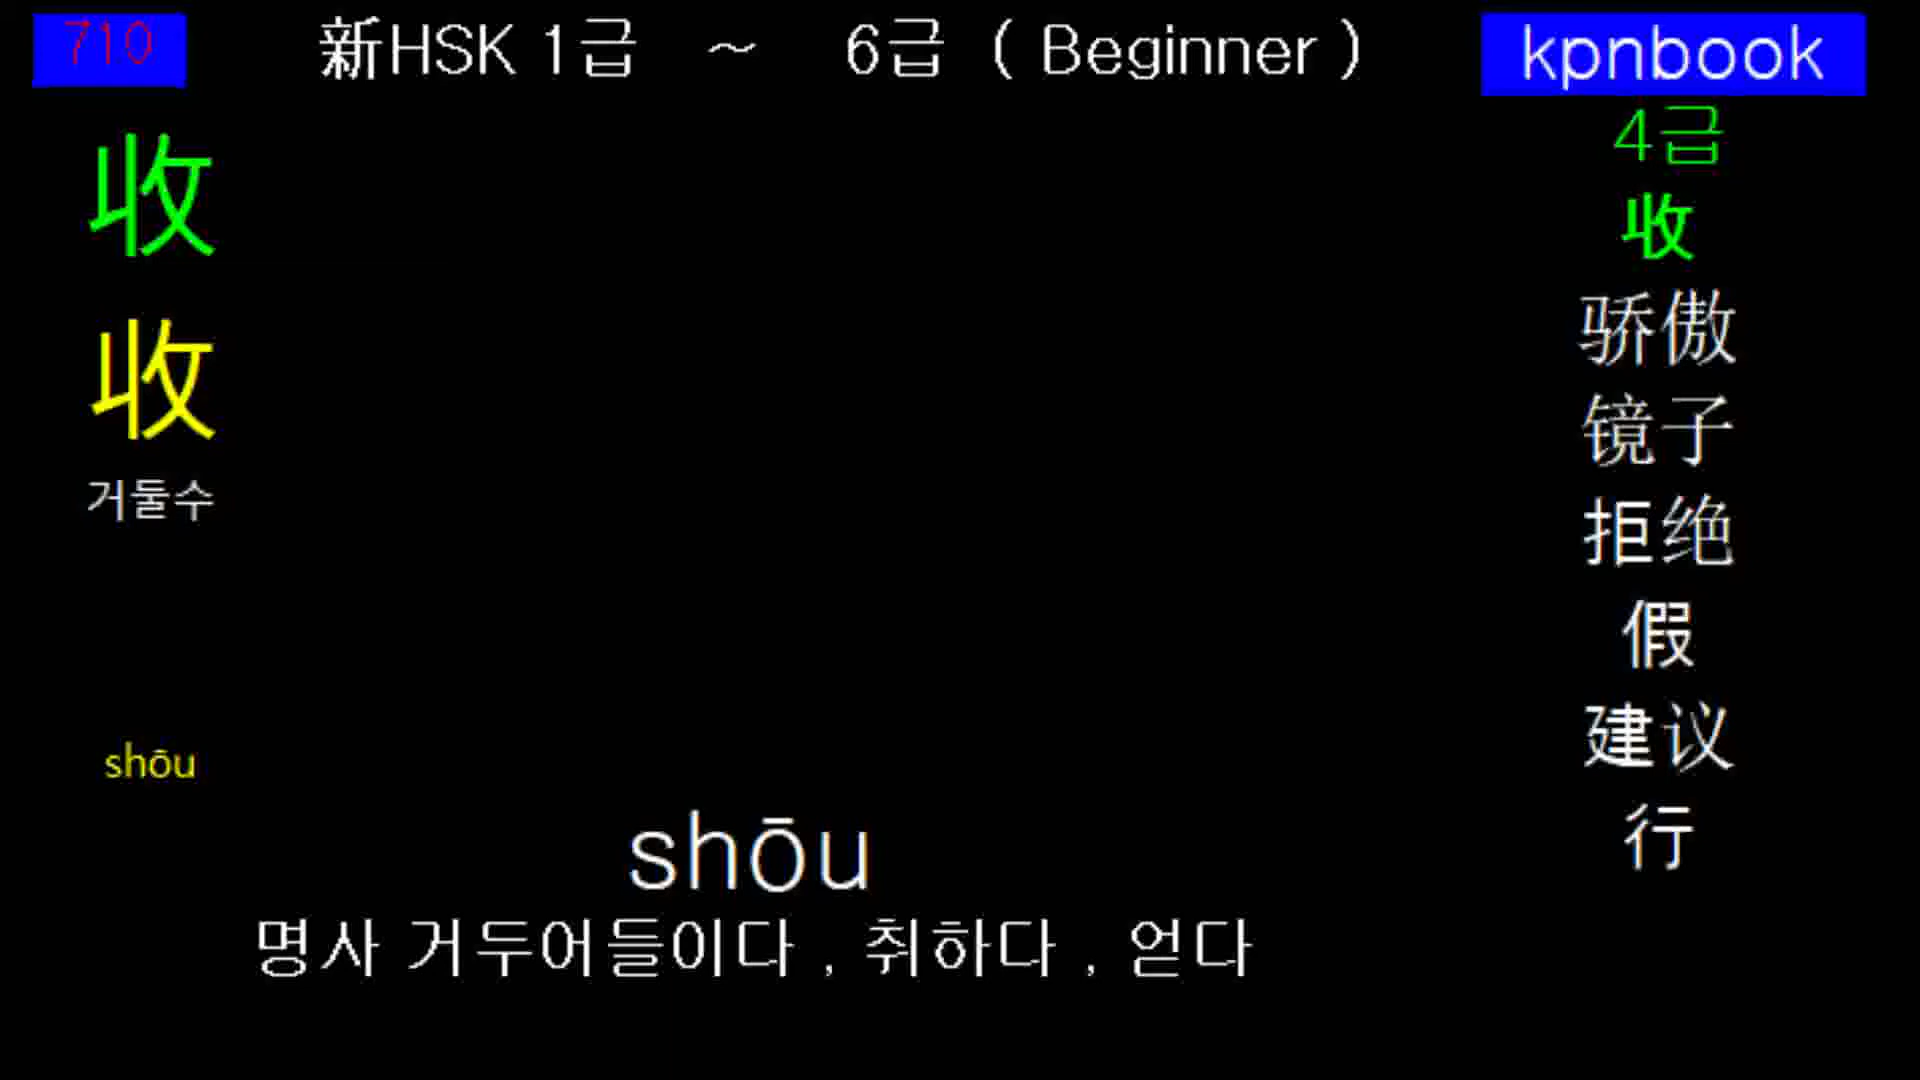 710
新HSK 1급 ~ 6급 ( Beginner )
kpnbook
收
收
거둘수
shōu
shōu
명사 거두어들이다 , 취하다 , 얻다
4급
收
骄傲
镜子
拒绝
假
建议
行